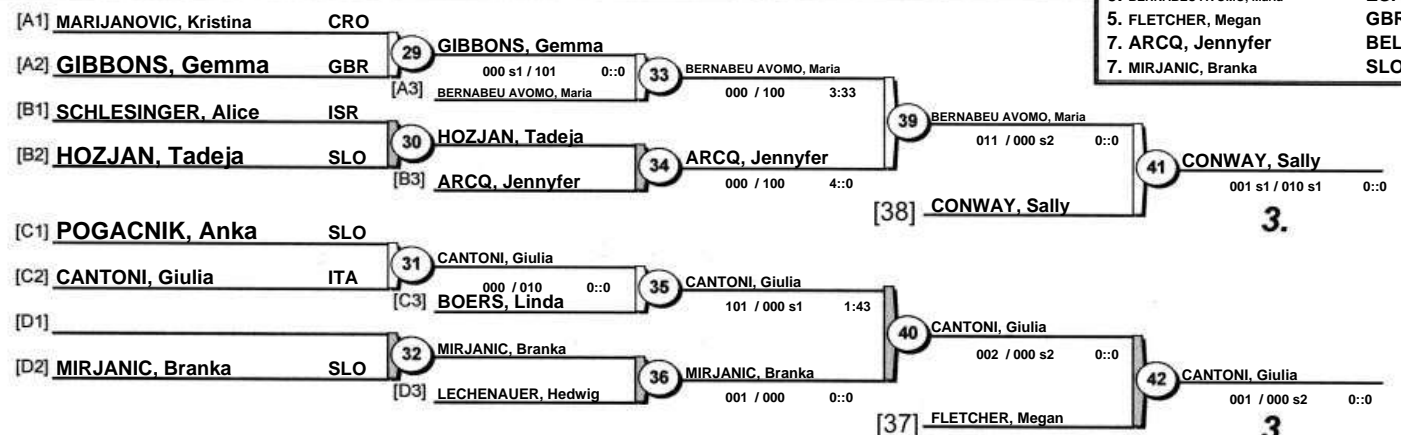 [A1] MARIJANOVIC, Kristina CRO
5. FLETCHER, Megan GBR
7. ARCQ, Jennyfer BEL
7. MIRJANIC, Branka SLO
29 GIBBONS, Gemma
[A2] GIBBONS, Gemma GBR
000 s1 / 101 0::0
33 BERNABEU AVOMO, Maria
[A3] BERNABEU AVOMO, Maria
000 / 100 3:33
[B1] SCHLESINGER, Alice ISR
39 BERNABEU AVOMO, Maria
30 HOZJAN, Tadeja
011 / 000 s2 0::0
[B2] HOZJAN, Tadeja SLO
34 ARCQ, Jennyfer
41 CONWAY, Sally
[B3] ARCQ, Jennyfer
000 / 100 4::0
001 s1 / 010 s1 0::0
[38] CONWAY, Sally
3.
[C1] POGACNIK, Anka SLO
31 CANTONI, Giulia
[C2] CANTONI, Giulia ITA
000 / 010 0::0
35 CANTONI, Giulia
[C3] BOERS, Linda
101 / 000 s1 1:43
[D1]
40 CANTONI, Giulia
32 MIRJANIC, Branka
002 / 000 s2 0::0
[D2] MIRJANIC, Branka SLO
36 MIRJANIC, Branka
42 CANTONI, Giulia
[D3] LECHENAUER, Hedwig
001 / 000 0::0
001 / 000 s2 0::0
[37] FLETCHER, Megan
3